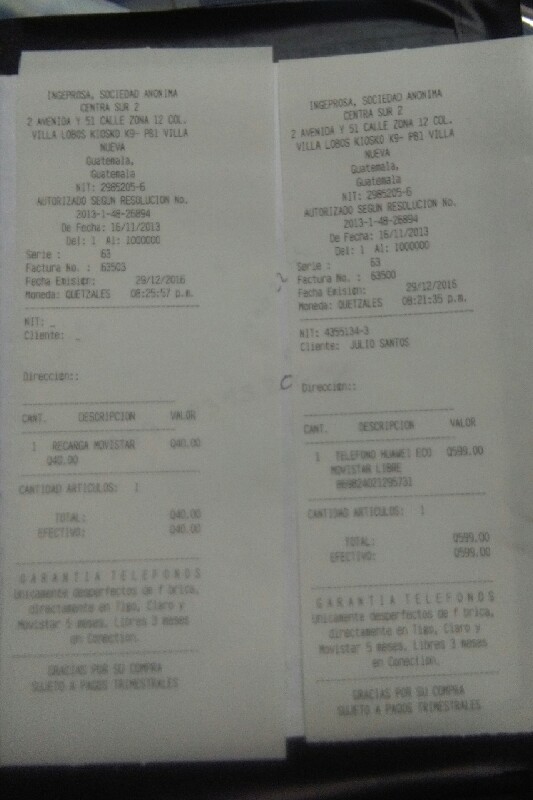 INGEPROSA, SOCIEDAD ANONIMA
CENTRA SUR 2
2 AVENIDA Y 51 CALLE ZONA 12 COL.
VILLA LOBOS KIOSKO K9- PB1 VILLA
NUEVA
Guatemala,
Guatemala
NIT: 2985205-6
AUTORIZADO SEGUN RESOLUCION No.
2013-1-48-26894
De Fecha: 16/11/2013
Del: 1 Al: 1000000
Serie : 63
Factura No. : 63503
Fecha Emision: 29/12/2016
Moneda: QUETZALES 08:25:57 p.m.
NIT: _
Cliente: _
Dirección::
CANT. DESCRIPCION VALOR
1 RECARGA MOVISTAR Q40.00
Q40.00
CANTIDAD ARTICULOS: 1
TOTAL: Q40.00
EFECTIVO: Q40.00
G A R A N T I A T E L E F O N O S
Unicamente desperfectos de f brica,
directamente en Tigo, Claro y
Movistar 5 meses. Libres 3 meses
en Conection.
GRACIAS POR SU COMPRA
SUJETO A PAGOS TRIMESTRALES
INGEPROSA, SOCIEDAD ANONIMA
CENTRA SUR 2
2 AVENIDA Y 51 CALLE ZONA 12 COL.
VILLA LOBOS KIOSKO K9- PB1 VILLA
NUEVA
Guatemala,
Guatemala
NIT: 2985205-6
AUTORIZADO SEGUN RESOLUCION No.
2013-1-48-26894
De Fecha: 16/11/2013
Del: 1 Al: 1000000
Serie : 63
Factura No. : 63500
Fecha Emision: 29/12/2016
Moneda: QUETZALES 08:21:35 p.m.
NIT: 4355134-3
Cliente: JULIO SANTOS
Dirección::
CANT. DESCRIPCION VALOR
1 TELEFONO HUAWEI ECO Q599.00
MOVISTAR LIBRE
CANTIDAD ARTICULOS: 1
TOTAL: Q599.00
EFECTIVO: Q599.00
G A R A N T I A T E L E F O N O S
Unicamente desperfectos de f brica,
directamente en Tigo, Claro y
Movistar 5 meses. Libres 3 meses
en Conection.
GRACIAS POR SU COMPRA
SUJETO A PAGOS TRIMESTRALES